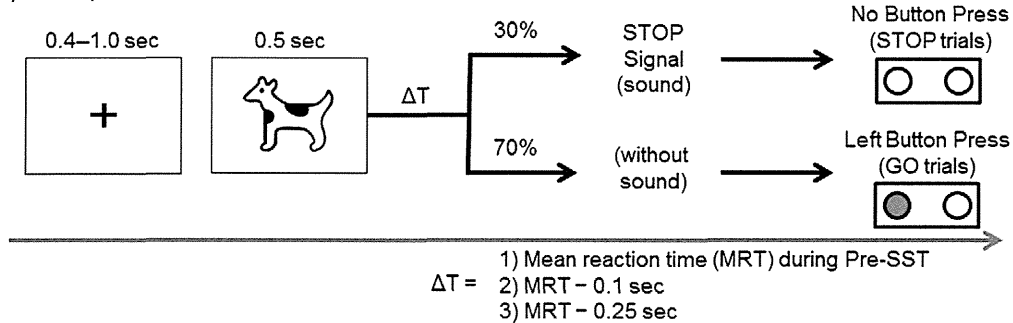 0.4–1.0 sec
0.5 sec
ΔT
30%
STOP
Signal
(sound)
No Button Press
(STOP trials)
70%
(without
sound)
Left Button Press
(GO trials)
ΔT =
1) Mean reaction time (MRT) during Pre-SST
2) MRT − 0.1 sec
3) MRT − 0.25 sec